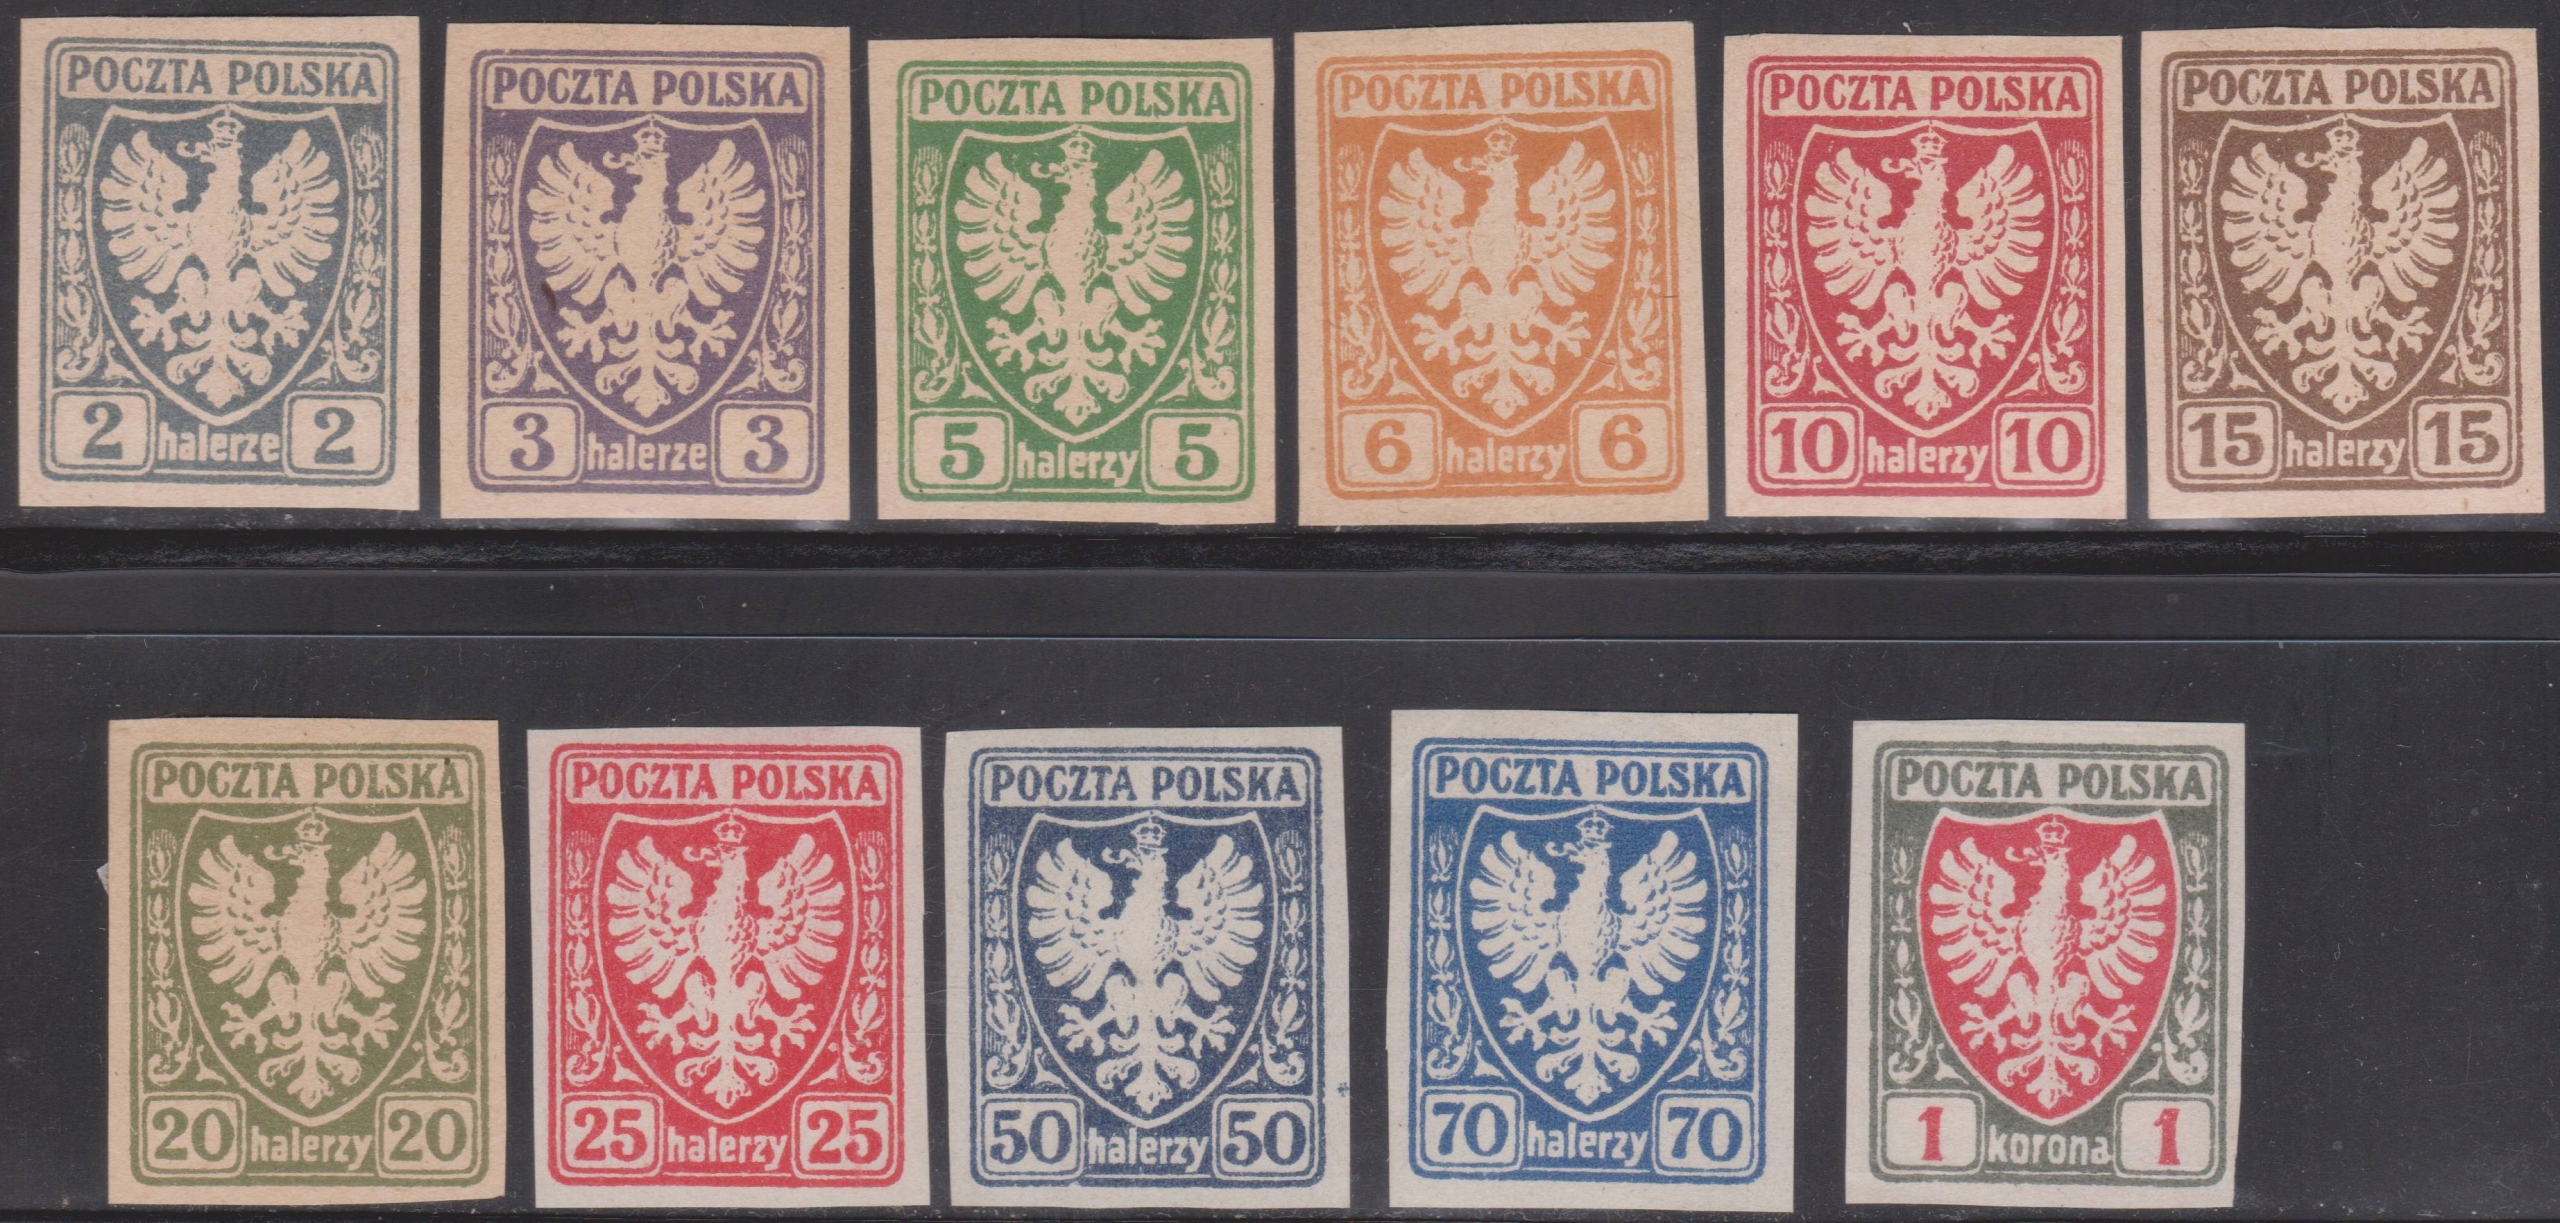 POCZTA POLSKA
2 halerze 2
POCZTA POLSKA
3 halerze 3
POCZTA POLSKA
5 halerzy 5
POCZTA POLSKA
6 halerzy 6
POCZTA POLSKA
10 halerzy 10
POCZTA POLSKA
15 halerzy 15
POCZTA POLSKA
20 halerzy 20
POCZTA POLSKA
25 halerzy 25
POCZTA POLSKA
50 halerzy 50
POCZTA POLSKA
70 halerzy 70
POCZTA POLSKA
1 korona 1